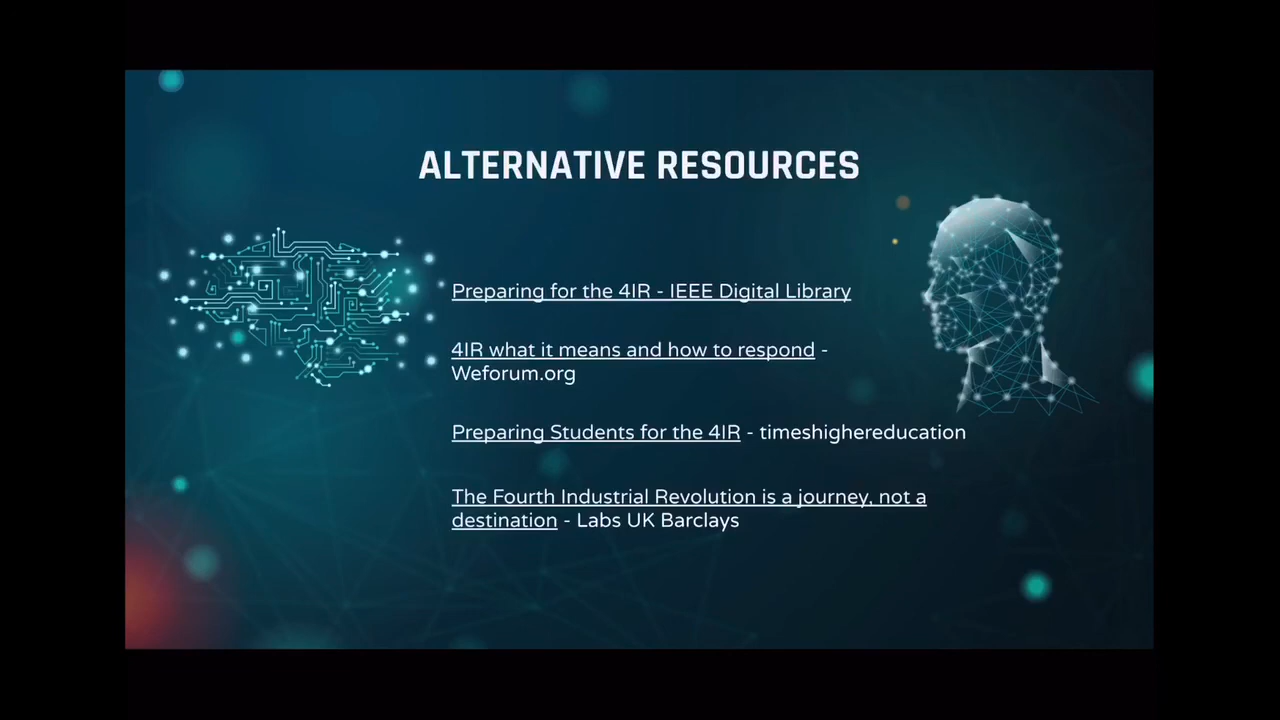 ALTERNATIVE RESOURCES
Preparing for the 4IR - IEEE Digital Library
4IR what it means and how to respond -
Weforum.org
Preparing Students for the 4IR - timeshighereducation
The Fourth Industrial Revolution is a journey, not a
destination - Labs UK Barclays